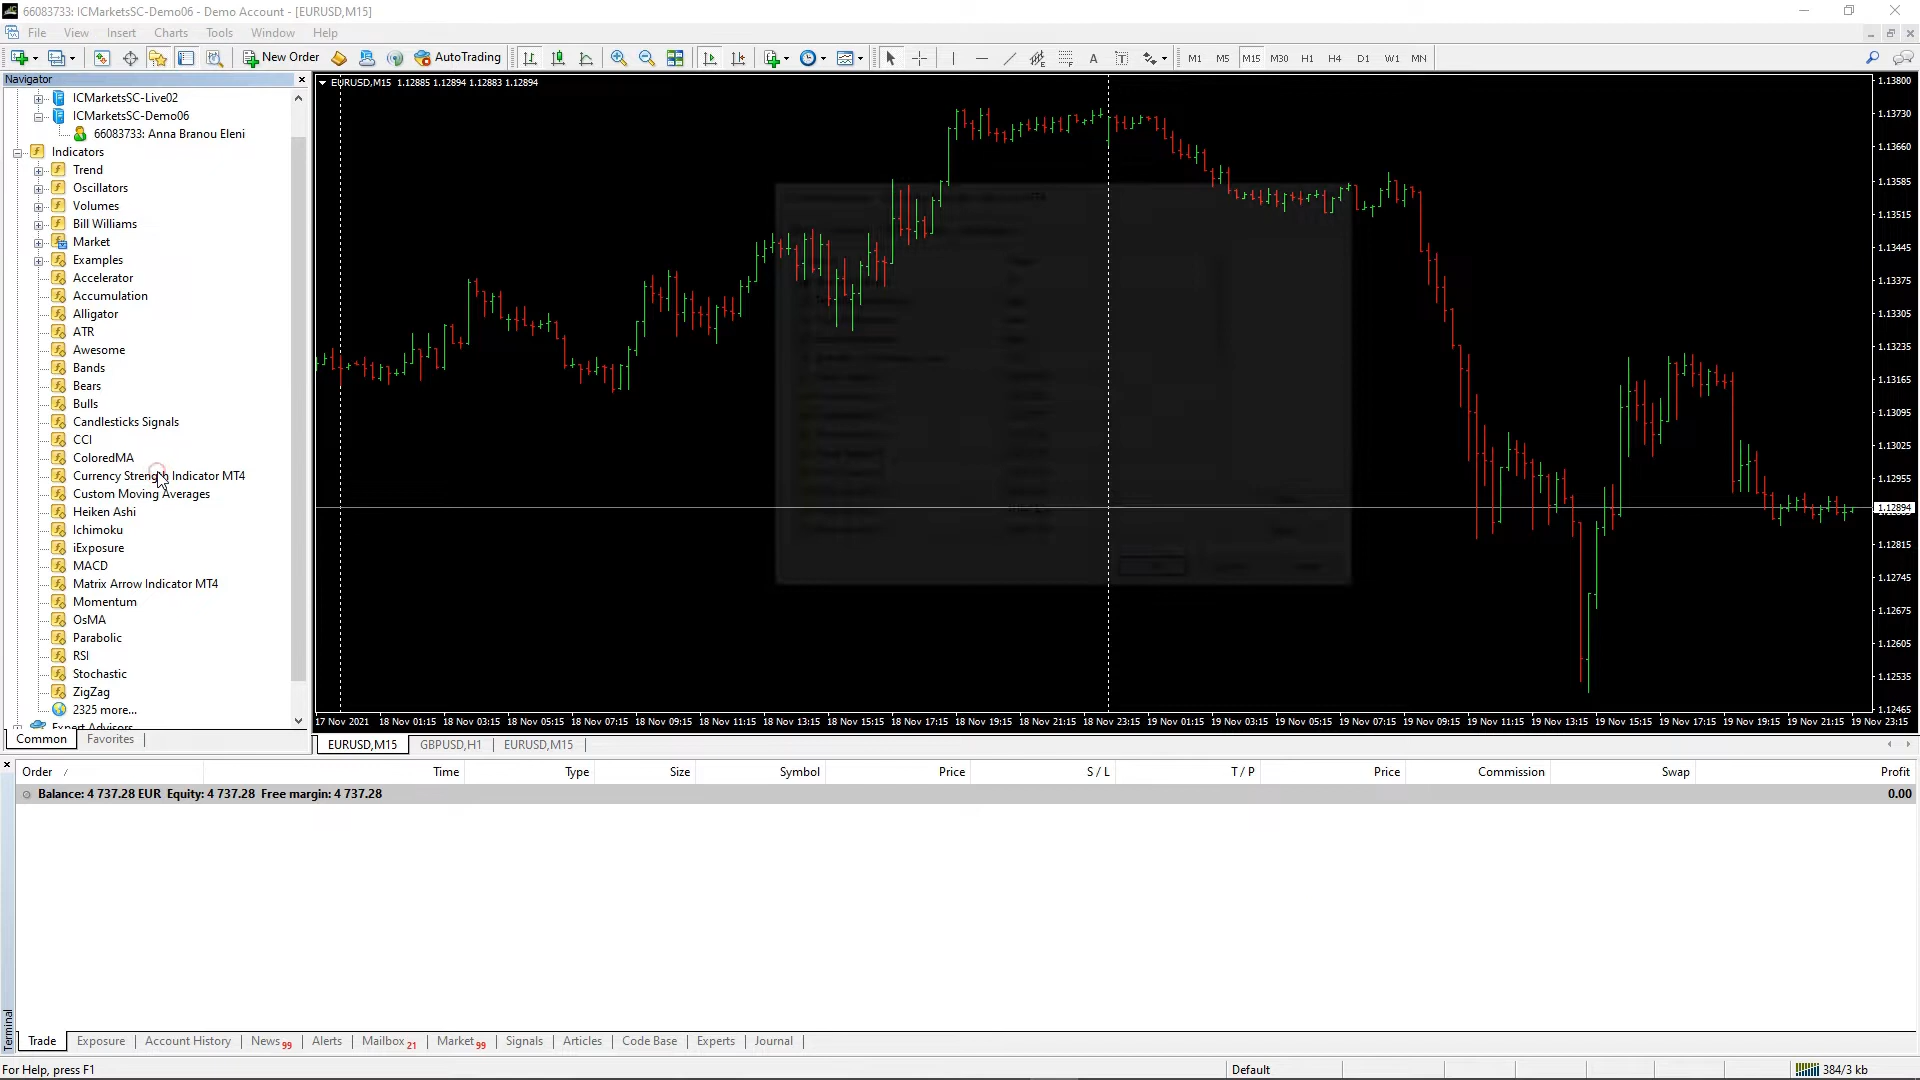 66083733: ICMarketsSC-Demo06 - Demo Account - [EURUSD,M15]
File View Insert Charts Tools Window Help
New Order AutoTrading A T M1 M5 M15 M30 H1 H4 D1 W1 MN
Navigator
ICMarketsSC-Live02
ICMarketsSC-Demo06
66083733: Anna Branou Eleni
Indicators
Trend
Oscillators
Volumes
Bill Williams
Market
Examples
Accelerator
Accumulation
Alligator
ATR
Awesome
Bands
Bears
Bulls
Candlesticks Signals
CCI
ColoredMA
Currency Strength Indicator MT4
Custom Moving Averages
Heiken Ashi
Ichimoku
iExposure
MACD
Matrix Arrow Indicator MT4
Momentum
OsMA
Parabolic
RSI
Stochastic
ZigZag
2325 more...
Expert Advisors
Common Favorites
EURUSD,M15 1.12885 1.12894 1.12883 1.12894
1.13800
1.13730
1.13660
1.13585
1.13515
1.13445
1.13375
1.13305
1.13235
1.13165
1.13095
1.13025
1.12955
1.12894
1.12815
1.12745
1.12675
1.12605
1.12535
1.12465
17 Nov 2021 18 Nov 01:15 18 Nov 03:15 18 Nov 05:15 18 Nov 07:15 18 Nov 09:15 18 Nov 11:15 18 Nov 13:15 18 Nov 15:15 18 Nov 17:15 18 Nov 19:15 18 Nov 21:15 18 Nov 23:15 19 Nov 01:15 19 Nov 03:15 19 Nov 05:15 19 Nov 07:15 19 Nov 09:15 19 Nov 11:15 19 Nov 13:15 19 Nov 15:15 19 Nov 17:15 19 Nov 19:15 19 Nov 21:15 19 Nov 23:15
EURUSD,M15 GBPUSD,H1 EURUSD,M15
Order / Time Type Size Symbol Price S / L T / P Price Commission Swap Profit
Balance: 4 737.28 EUR Equity: 4 737.28 Free margin: 4 737.28 0.00
Terminal
Trade Exposure Account History News 99 Alerts Mailbox 21 Market 99 Signals Articles Code Base Experts Journal
For Help, press F1 Default 384/3 kb